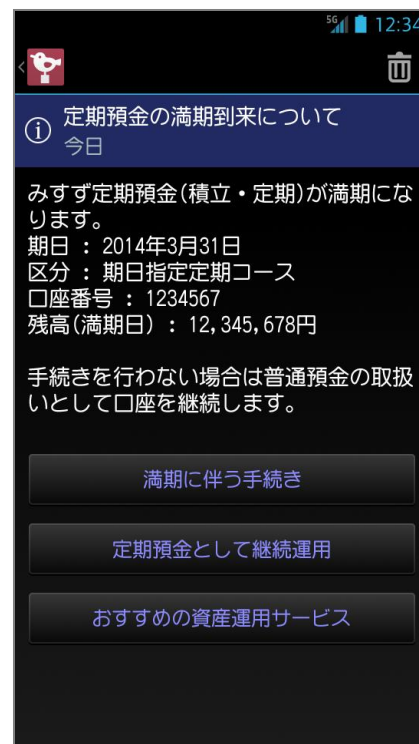 5G 12:34
定期預金の満期到来について
今日
みすず定期預金(積立・定期)が満期にな
ります。
期日 : 2014年3月31日
区分 : 期日指定定期コース
口座番号 : 1234567
残高(満期日) : 12,345,678円
手続きを行わない場合は普通預金の取扱
いとして口座を継続します。
満期に伴う手続き
定期預金として継続運用
おすすめの資産運用サービス